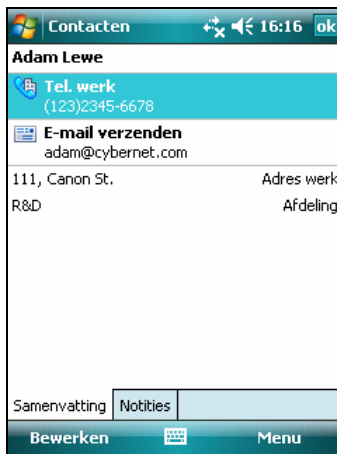 Contacten 16:16 ok
Adam Lewe
Tel. werk
(123)2345-6678
E-mail verzenden
adam@cybernet.com
111, Canon St. Adres werk
R&D Afdeling
Samenvatting Notities
Bewerken Menu